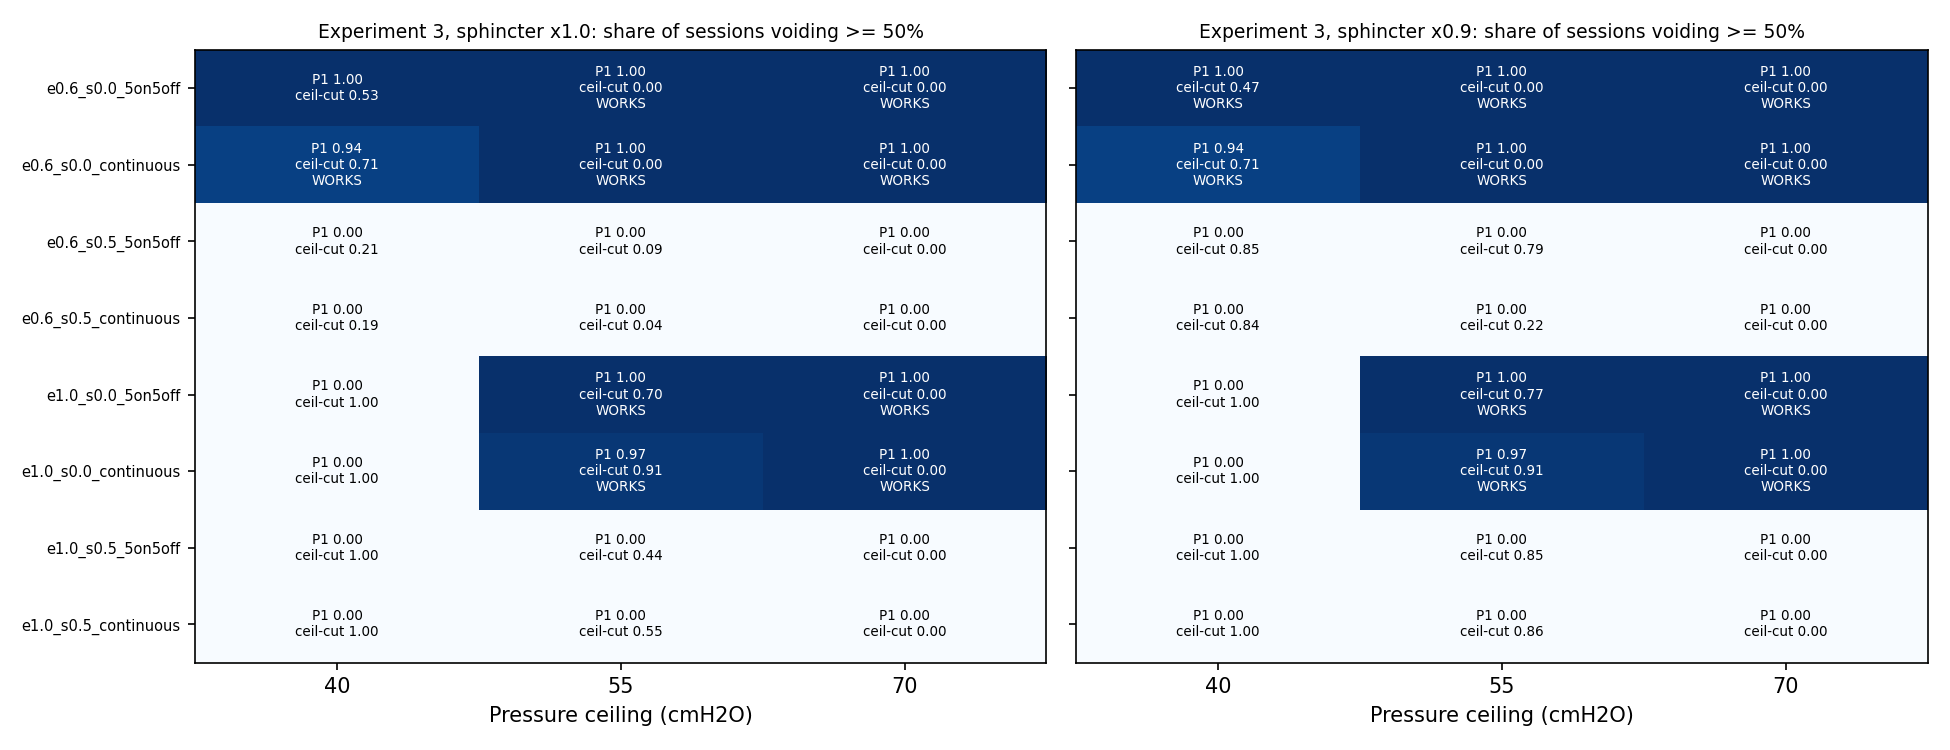 Experiment 3, sphincter x1.0: share of sessions voiding >= 50%
e0.6_s0.0_5on5off
P1 1.00
ceil-cut 0.53
P1 1.00
ceil-cut 0.00
WORKS
P1 1.00
ceil-cut 0.00
WORKS
e0.6_s0.0_continuous
P1 0.94
ceil-cut 0.71
WORKS
P1 1.00
ceil-cut 0.00
WORKS
P1 1.00
ceil-cut 0.00
WORKS
e0.6_s0.5_5on5off
P1 0.00
ceil-cut 0.21
P1 0.00
ceil-cut 0.09
P1 0.00
ceil-cut 0.00
e0.6_s0.5_continuous
P1 0.00
ceil-cut 0.19
P1 0.00
ceil-cut 0.04
P1 0.00
ceil-cut 0.00
e1.0_s0.0_5on5off
P1 0.00
ceil-cut 1.00
P1 1.00
ceil-cut 0.70
WORKS
P1 1.00
ceil-cut 0.00
WORKS
e1.0_s0.0_continuous
P1 0.00
ceil-cut 1.00
P1 0.97
ceil-cut 0.91
WORKS
P1 1.00
ceil-cut 0.00
WORKS
e1.0_s0.5_5on5off
P1 0.00
ceil-cut 1.00
P1 0.00
ceil-cut 0.44
P1 0.00
ceil-cut 0.00
e1.0_s0.5_continuous
P1 0.00
ceil-cut 1.00
P1 0.00
ceil-cut 0.55
P1 0.00
ceil-cut 0.00
40
55
70
Pressure ceiling (cmH2O)
Experiment 3, sphincter x0.9: share of sessions voiding >= 50%
P1 1.00
ceil-cut 0.47
WORKS
P1 1.00
ceil-cut 0.00
WORKS
P1 1.00
ceil-cut 0.00
WORKS
P1 0.94
ceil-cut 0.71
WORKS
P1 1.00
ceil-cut 0.00
WORKS
P1 1.00
ceil-cut 0.00
WORKS
P1 0.00
ceil-cut 0.85
P1 0.00
ceil-cut 0.79
P1 0.00
ceil-cut 0.00
P1 0.00
ceil-cut 0.84
P1 0.00
ceil-cut 0.22
P1 0.00
ceil-cut 0.00
P1 0.00
ceil-cut 1.00
P1 1.00
ceil-cut 0.77
WORKS
P1 1.00
ceil-cut 0.00
WORKS
P1 0.00
ceil-cut 1.00
P1 0.97
ceil-cut 0.91
WORKS
P1 1.00
ceil-cut 0.00
WORKS
P1 0.00
ceil-cut 1.00
P1 0.00
ceil-cut 0.85
P1 0.00
ceil-cut 0.00
P1 0.00
ceil-cut 1.00
P1 0.00
ceil-cut 0.86
P1 0.00
ceil-cut 0.00
40
55
70
Pressure ceiling (cmH2O)